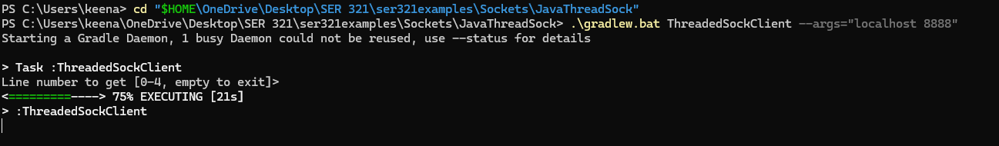 PS C:\Users\keena> cd "$HOME\OneDrive\Desktop\SER 321\ser321examples\Sockets\JavaThreadSock"
PS C:\Users\keena\OneDrive\Desktop\SER 321\ser321examples\Sockets\JavaThreadSock> .\gradlew.bat ThreadedSockClient --args="localhost 8888"
Starting a Gradle Daemon, 1 busy Daemon could not be reused, use --status for details
> Task :ThreadedSockClient
Line number to get [0-4, empty to exit]>
<=========----> 75% EXECUTING [21s]
> :ThreadedSockClient